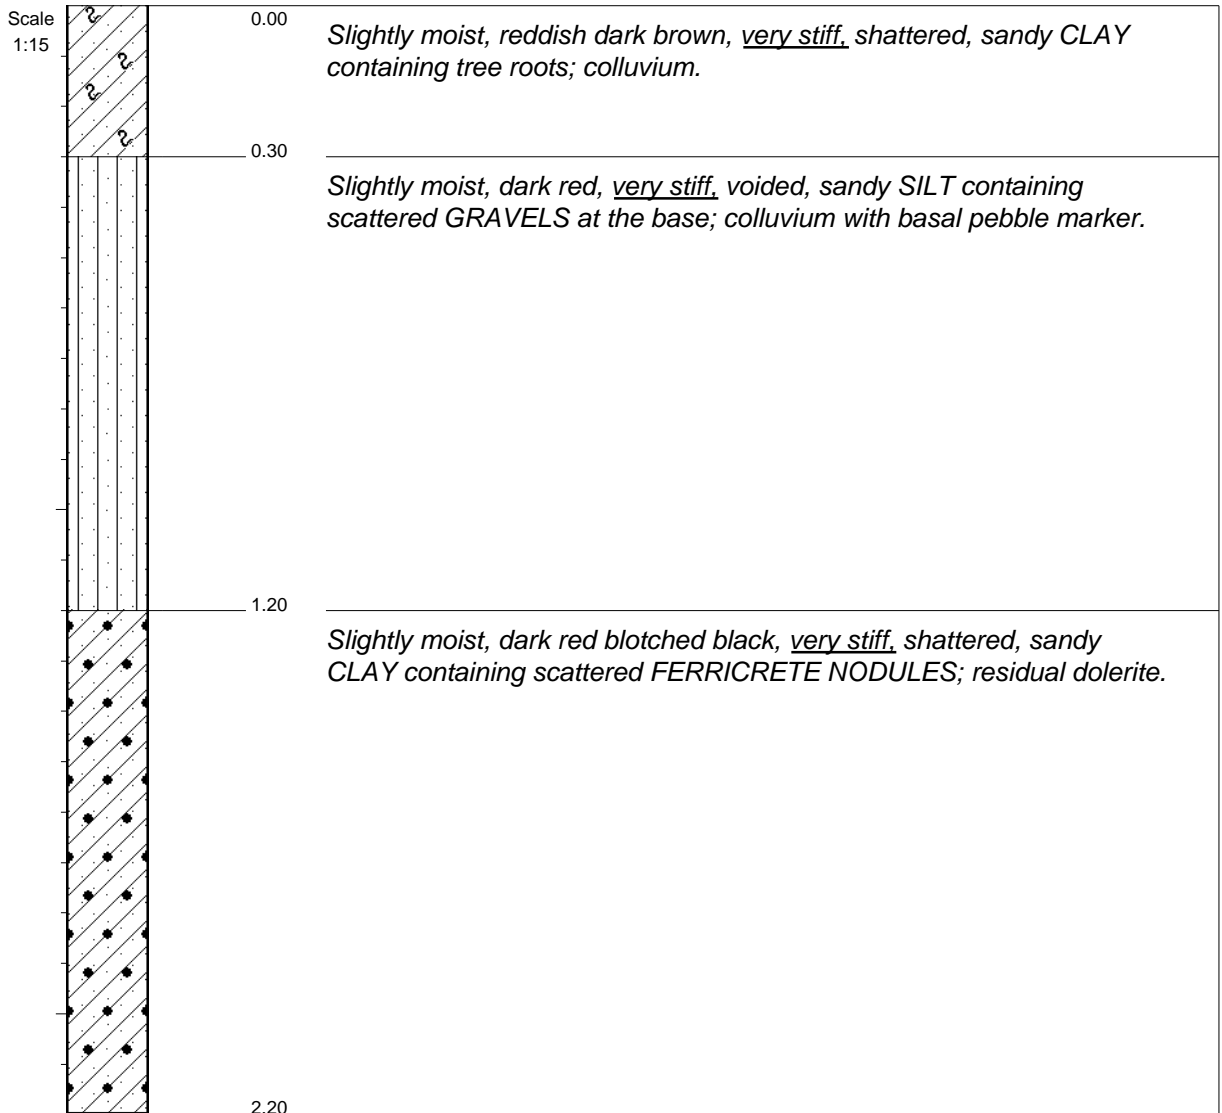 Scale
1:15
0.00
Slightly moist, reddish dark brown, very stiff, shattered, sandy CLAY
containing tree roots; colluvium.
0.30
Slightly moist, dark red, very stiff, voided, sandy SILT containing
scattered GRAVELS at the base; colluvium with basal pebble marker.
1.20
Slightly moist, dark red blotched black, very stiff, shattered, sandy
CLAY containing scattered FERRICRETE NODULES; residual dolerite.
2.20